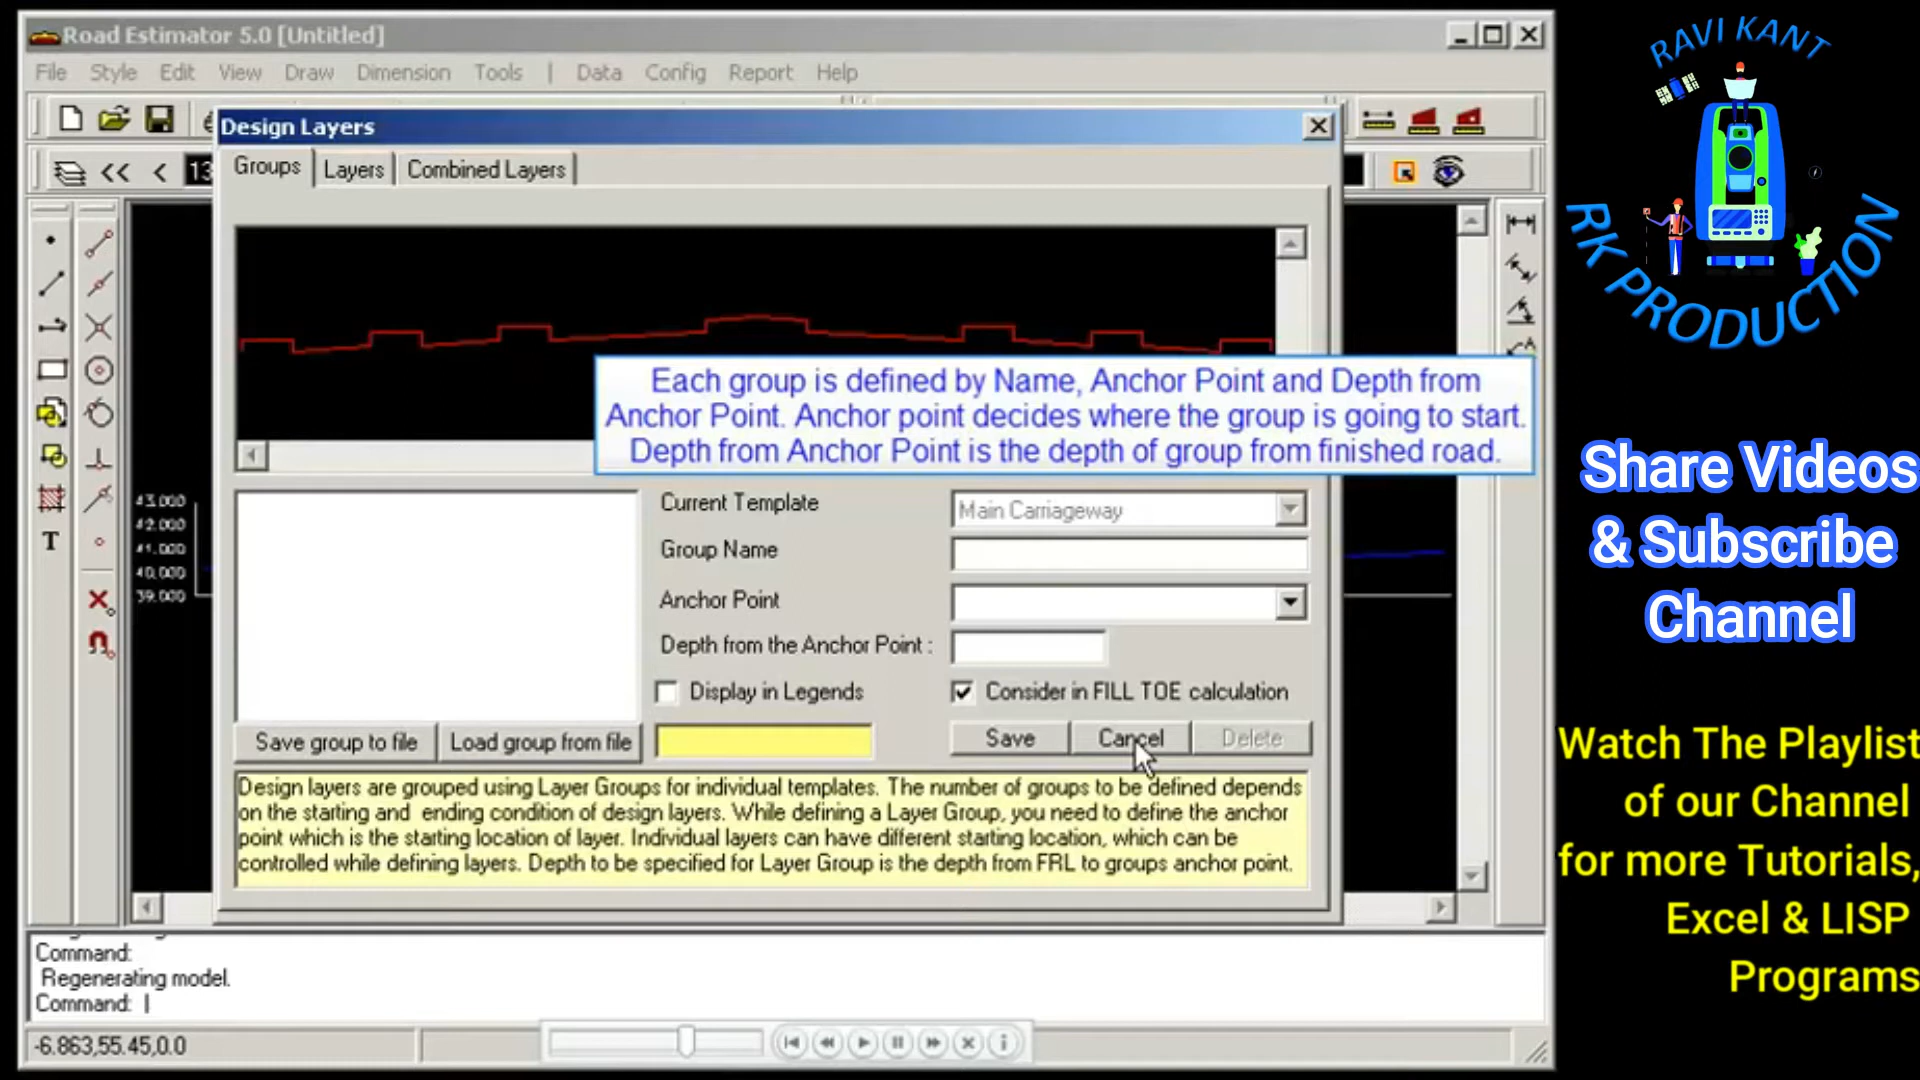 Road Estimator 5.0 [Untitled]
File Style Edit View Draw Dimension Tools | Data Config Report Help
Design Layers
<< < 13
Groups Layers Combined Layers
Each group is defined by Name, Anchor Point and Depth from
Anchor Point. Anchor point decides where the group is going to start.
Depth from Anchor Point is the depth of group from finished road.
43.000
42.000
41.000
40.000
39.000
T
Current Template Main Carriageway
Group Name
Anchor Point
Depth from the Anchor Point :
Display in Legends Consider in FILL TOE calculation
Save group to file Load group from file Save Cancel Delete
Design layers are grouped using Layer Groups for individual templates. The number of groups to be defined depends
on the starting and ending condition of design layers. While defining a Layer Group, you need to define the anchor
point which is the starting location of layer. Individual layers can have different starting location, which can be
controlled while defining layers. Depth to be specified for Layer Group is the depth from FRL to groups anchor point.
Command:
Regenerating model.
Command:
-6.863,55.45,0.0
RAVI KANT
RK PRODUCTION
Share Videos
& Subscribe
Channel
Watch The Playlist
of our Channel
for more Tutorials,
Excel & LISP
Programs